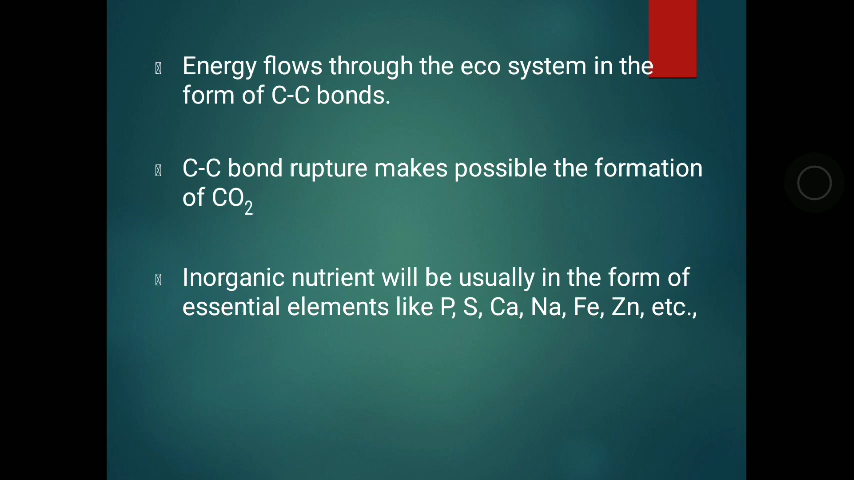 Energy flows through the eco system in the
form of C-C bonds.
C-C bond rupture makes possible the formation
of CO₂
Inorganic nutrient will be usually in the form of
essential elements like P, S, Ca, Na, Fe, Zn, etc.,